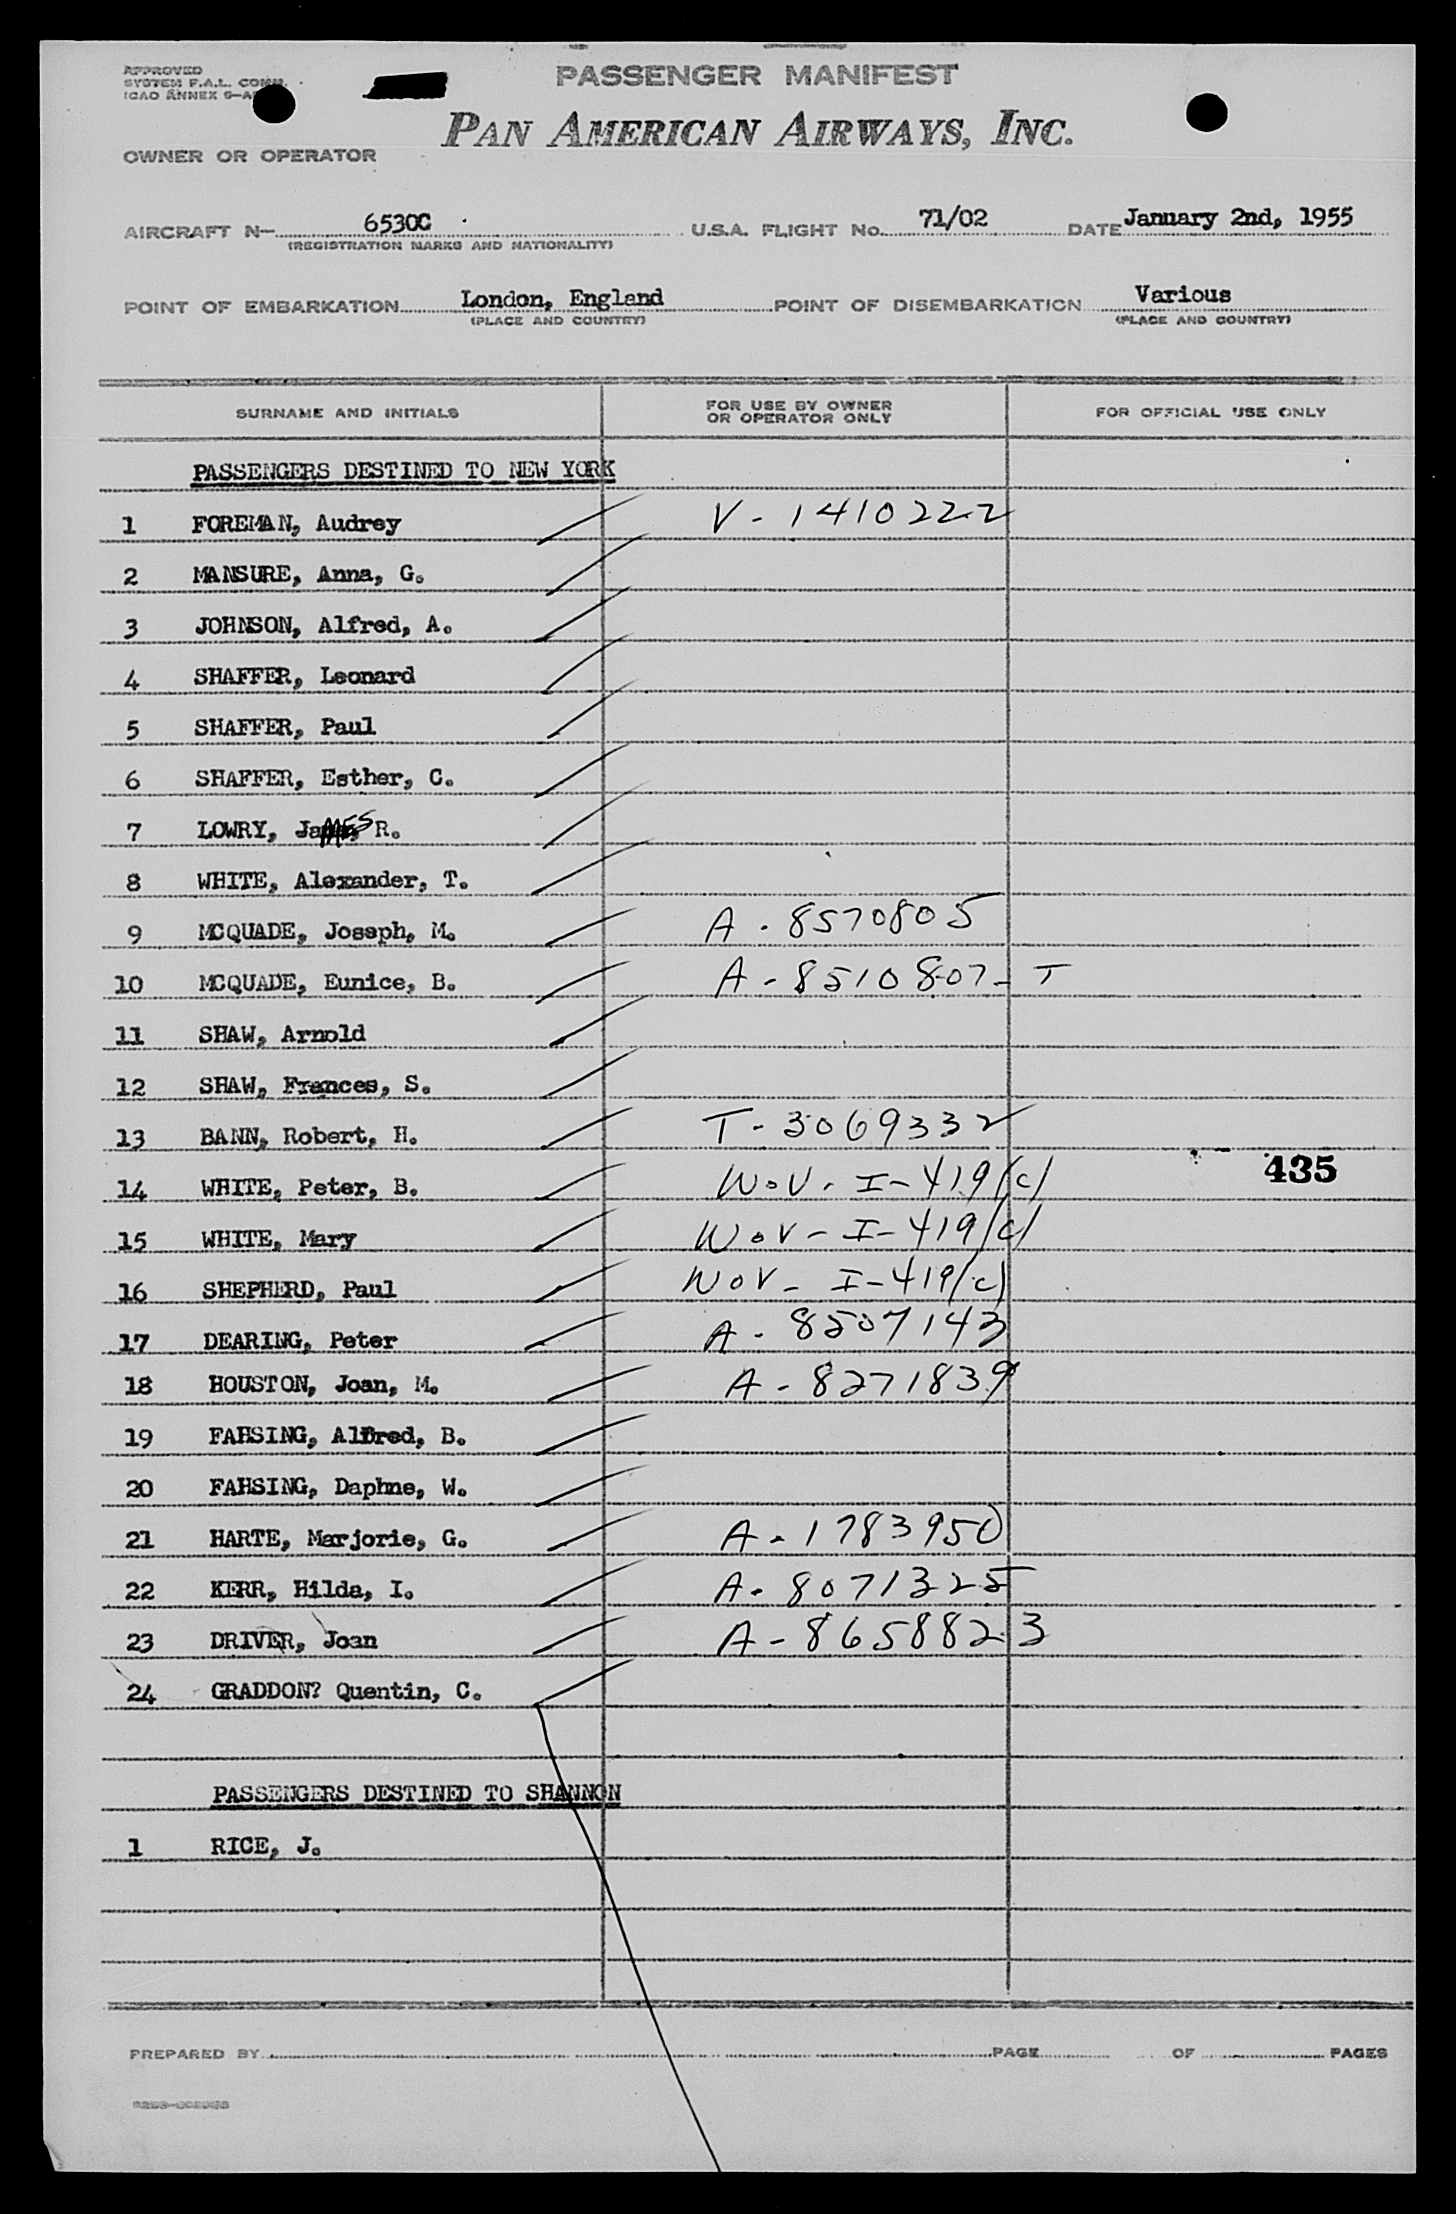 APPROVED
SYSTEM F.A.L. COMM.
ICAO ANNEX 9-A
PASSENGER MANIFEST
PAN AMERICAN AIRWAYS, INC.
OWNER OR OPERATOR
AIRCRAFT N- 6530C U.S.A. FLIGHT No. 71/02 DATE January 2nd, 1955
(REGISTRATION MARKS AND NATIONALITY)
POINT OF EMBARKATION London, England POINT OF DISEMBARKATION Various
(PLACE AND COUNTRY) (PLACE AND COUNTRY)
SURNAME AND INITIALS FOR USE BY OWNER OR OPERATOR ONLY FOR OFFICIAL USE ONLY
PASSENGERS DESTINED TO NEW YORK
1 FOREMAN, Audrey V - 1410222
2 MANSURE, Anna, G.
3 JOHNSON, Alfred, A.
4 SHAFFER, Leonard
5 SHAFFER, Paul
6 SHAFFER, Esther, C.
7 LOWRY, JaMES R.
8 WHITE, Alexander, T.
9 MCQUADE, Joseph, M. A - 8570805
10 MCQUADE, Eunice, B. A - 8510807 - T
11 SHAW, Arnold
12 SHAW, Frances, S.
13 BANN, Robert, H. T - 3069332
14 WHITE, Peter, B. WOV - I - 419(c)
15 WHITE, Mary WOV - I - 419(c)
16 SHEPHERD, Paul WOV - I - 419(c)
435
17 DEARING, Peter A - 8507143
18 HOUSTON, Joan, M. A - 8271839
19 FAHSING, Alfred, B.
20 FAHSING, Daphne, W.
21 HARTE, Marjorie, G. A - 1783950
22 KERR, Hilda, I. A - 8071325
23 DRIVER, Joan A - 8658823
24 GRADDON? Quentin, C.
PASSENGERS DESTINED TO SHANNON
1 RICE, J.
PREPARED BY PAGE OF PAGES